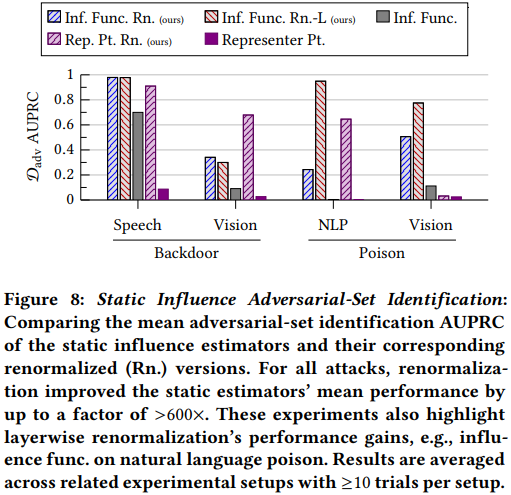 Inf. Func. Rn. (ours) Inf. Func. Rn.-L (ours) Inf. Func.
Rep. Pt. Rn. (ours) Representer Pt.
1
0.8
0.6
0.4
0.2
0
𝒟adv AUPRC
Speech Vision NLP Vision
Backdoor Poison
Figure 8: Static Influence Adversarial-Set Identification:
Comparing the mean adversarial-set identification AUPRC
of the static influence estimators and their corresponding
renormalized (Rn.) versions. For all attacks, renormaliza-
tion improved the static estimators’ mean performance by
up to a factor of >600×. These experiments also highlight
layerwise renormalization’s performance gains, e.g., influ-
ence func. on natural language poison. Results are averaged
across related experimental setups with ≥10 trials per setup.